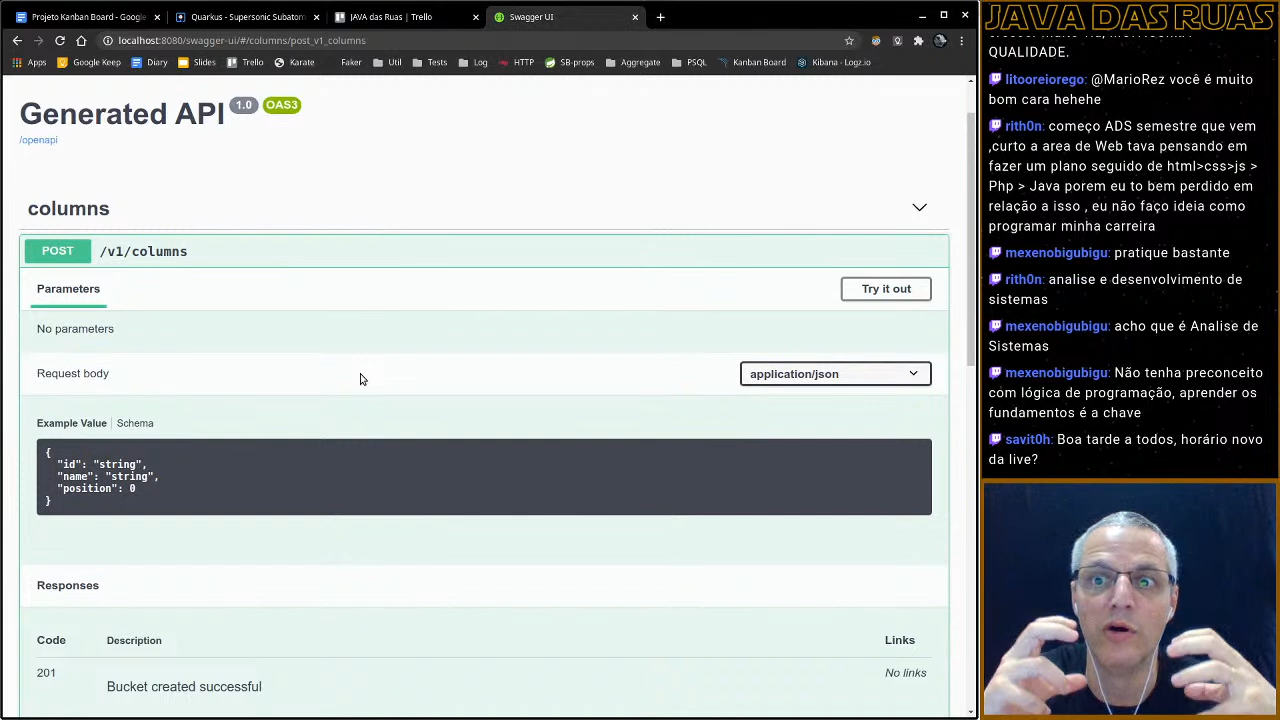 Projeto Kanban Board - Google
Quarkus - Supersonic Subatom
JAVA das Ruas | Trello
Swagger UI
localhost:8080/swagger-ui/#/columns/post_v1_columns
Apps
Google Keep
Diary
Slides
Trello
Karate
Faker
Util
Tests
Log
HTTP
SB-props
Aggregate
PSQL
Kanban Board
Kibana - Logz.io
Generated API 1.0 OAS3
/openapi
columns
POST /v1/columns
Parameters
Try it out
No parameters
Request body
application/json
Example Value | Schema
{
"id": "string",
"name": "string",
"position": 0
}
Responses
Code Description Links
201 No links
Bucket created successful
JAVA DAS RUAS
QUALIDADE.
litooreiorego: @MarioRez você é muito
bom cara hehehe
rith0n: começo ADS semestre que vem
,curto a area de Web tava pensando em
fazer um plano seguido de html>css>js >
Php > Java porem eu to bem perdido em
relação a isso , eu não faço ideia como
programar minha carreira
mexenobigubigu: pratique bastante
rith0n: analise e desenvolvimento de
sistemas
mexenobigubigu: acho que é Analise de
Sistemas
mexenobigubigu: Não tenha preconceito
com lógica de programação, aprender os
fundamentos é a chave
savit0h: Boa tarde a todos, horário novo
da live?